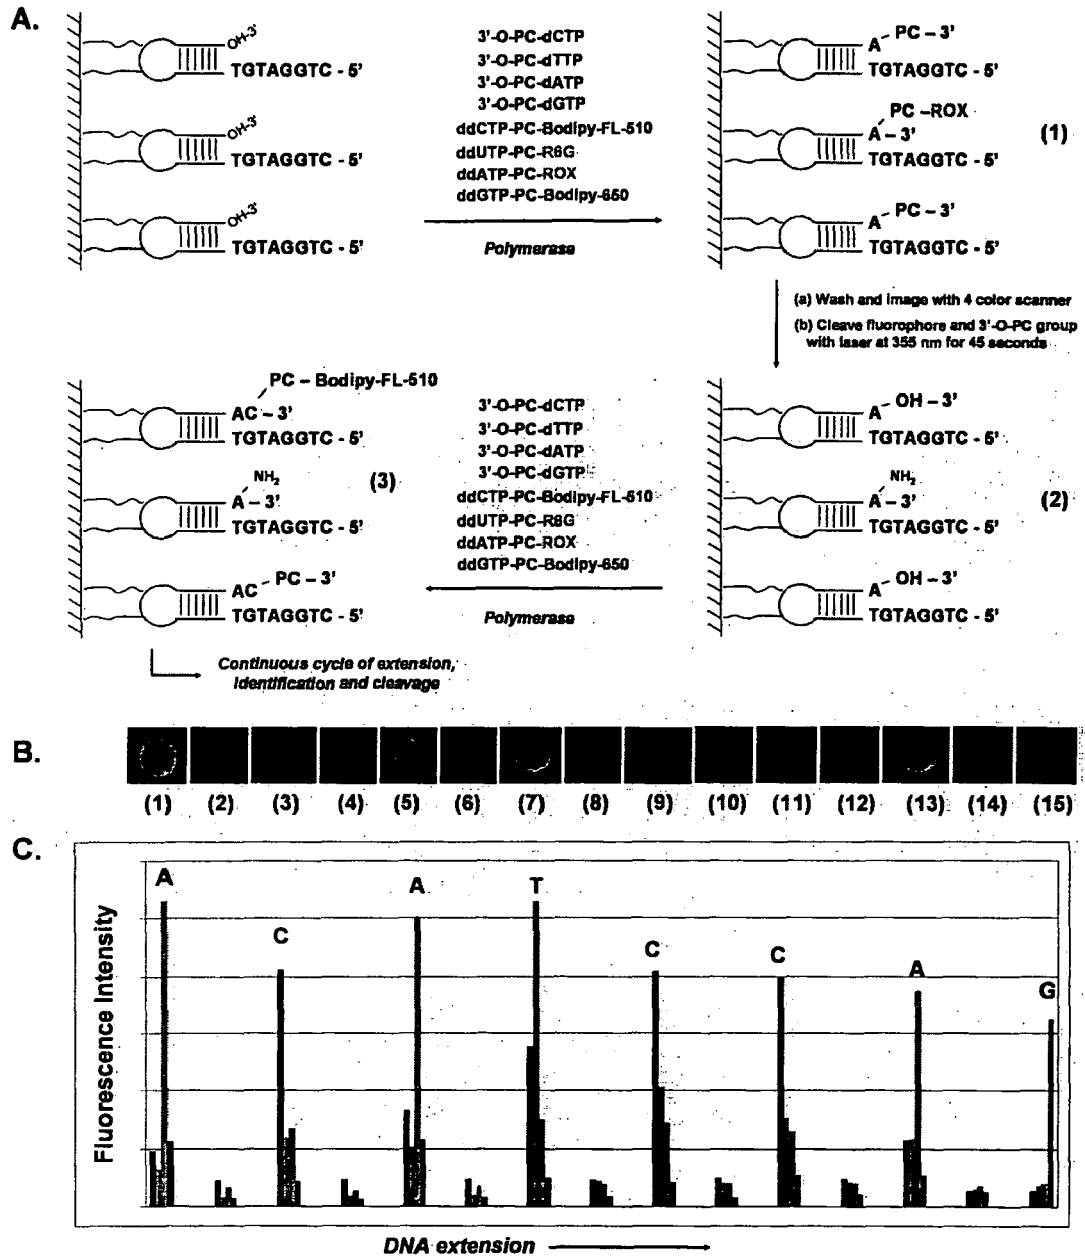 A.
OH-3'
TGTAGGTC - 5'
OH-3'
TGTAGGTC - 5'
OH-3'
TGTAGGTC - 5'
3'-O-PC-dCTP
3'-O-PC-dTTP
3'-O-PC-dATP
3'-O-PC-dGTP
ddCTP-PC-Bodipy-FL-510
ddUTP-PC-R6G
ddATP-PC-ROX
ddGTP-PC-Bodipy-650
Polymerase
PC – 3'
A
TGTAGGTC - 5'
PC –ROX
A – 3'
TGTAGGTC - 5'
(1)
PC – 3'
A
TGTAGGTC - 5'
(a) Wash and image with 4 color scanner
(b) Cleave fluorophore and 3'-O-PC group
with laser at 355 nm for 45 seconds
PC – Bodipy-FL-510
AC – 3'
TGTAGGTC - 5'
NH2
A – 3'
TGTAGGTC - 5'
(3)
PC – 3'
AC
TGTAGGTC - 5'
3'-O-PC-dCTP
3'-O-PC-dTTP
3'-O-PC-dATP
3'-O-PC-dGTP
ddCTP-PC-Bodipy-FL-510
ddUTP-PC-R6G
ddATP-PC-ROX
ddGTP-PC-Bodipy-650
Polymerase
OH – 3'
A
TGTAGGTC - 5'
NH2
A – 3'
TGTAGGTC - 5'
(2)
OH – 3'
A
TGTAGGTC - 5'
Continuous cycle of extension,
identification and cleavage
B.
(1) (2) (3) (4) (5) (6) (7) (8) (9) (10) (11) (12) (13) (14) (15)
C.
Fluorescence Intensity
A C A T C C A G
DNA extension